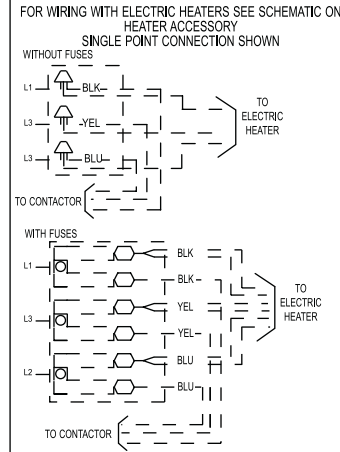 FOR WIRING WITH ELECTRIC HEATERS SEE SCHEMATIC ON
HEATER ACCESSORY
SINGLE POINT CONNECTION SHOWN
WITHOUT FUSES
L1
BLK
L3
YEL
L3
BLU
TO
ELECTRIC
HEATER
TO CONTACTOR
WITH FUSES
L1
BLK
BLK
L3
YEL
YEL
L2
BLU
BLU
TO
ELECTRIC
HEATER
TO CONTACTOR